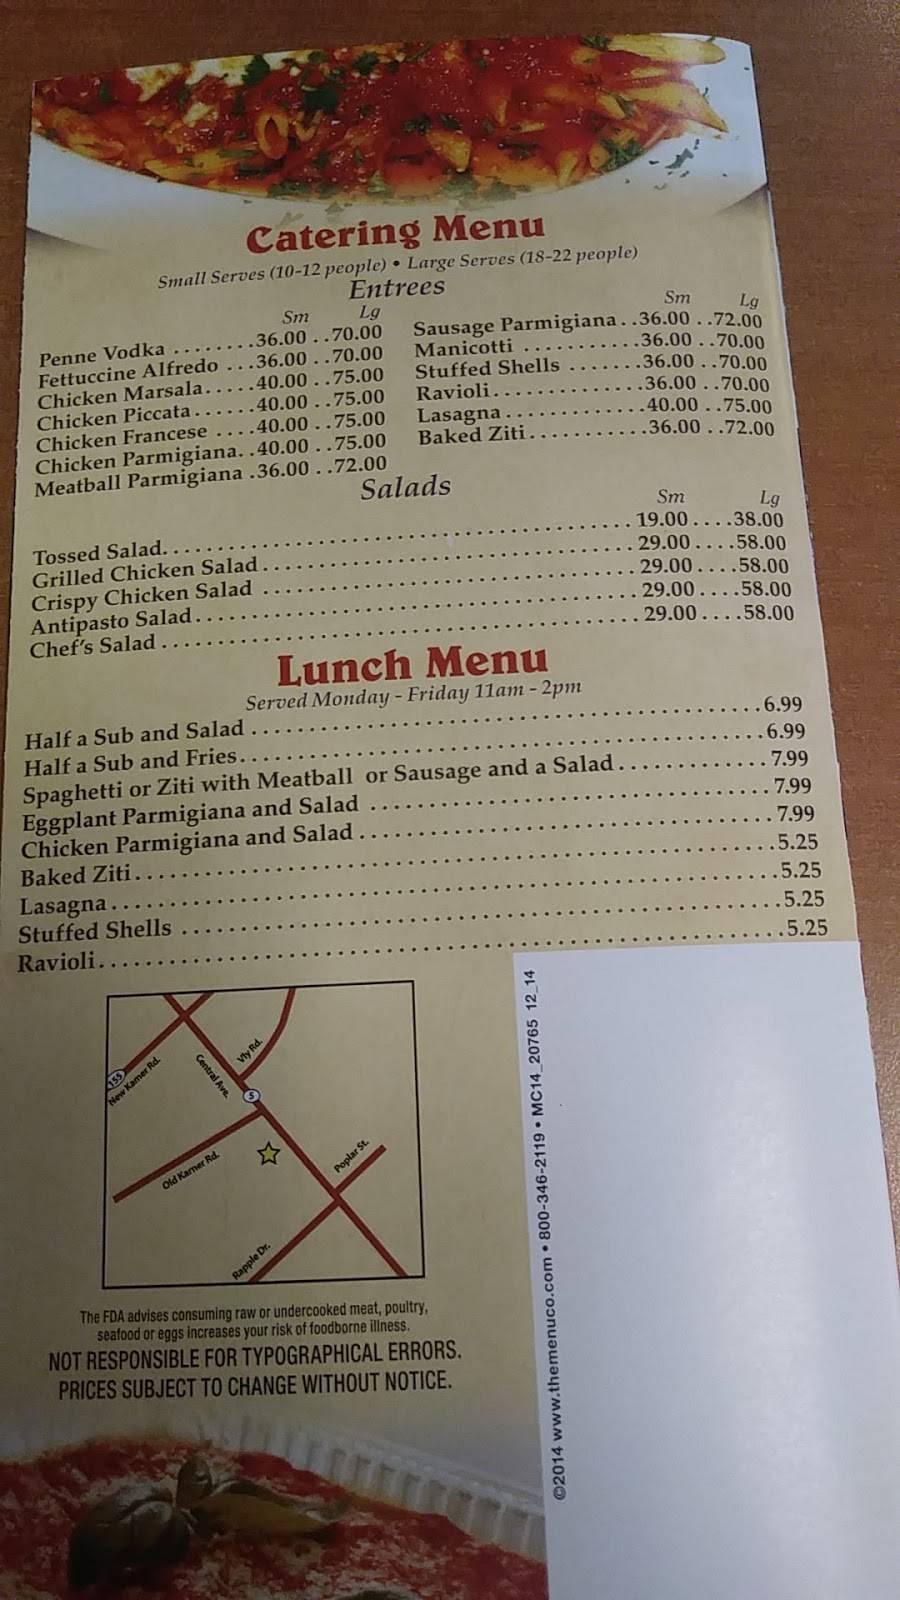 Catering Menu
Small Serves (10-12 people) • Large Serves (18-22 people)
Entrees
Sm Lg
Penne Vodka ........36.00 ..70.00
Fettuccine Alfredo ...36.00 ..70.00
Chicken Marsala.....40.00 ..75.00
Chicken Piccata......40.00 ..75.00
Chicken Francese ....40.00 ..75.00
Chicken Parmigiana..40.00 ..75.00
Meatball Parmigiana .36.00 ..72.00
Sm Lg
Sausage Parmigiana..36.00 ..72.00
Manicotti ...........36.00 ..70.00
Stuffed Shells .......36.00 ..70.00
Ravioli..............36.00 ..70.00
Lasagna.............40.00 ..75.00
Baked Ziti...........36.00 ..72.00
Salads
Sm Lg
Tossed Salad........19.00....38.00
Grilled Chicken Salad........29.00....58.00
Crispy Chicken Salad ........29.00....58.00
Antipasto Salad........29.00....58.00
Chef's Salad ........29.00....58.00
Lunch Menu
Served Monday - Friday 11am - 2pm
Half a Sub and Salad ........6.99
Half a Sub and Fries........6.99
Spaghetti or Ziti with Meatball or Sausage and a Salad........7.99
Eggplant Parmigiana and Salad ........7.99
Chicken Parmigiana and Salad ........7.99
Baked Ziti........5.25
Lasagna........5.25
Stuffed Shells ........5.25
Ravioli........5.25
155
New Karner Rd.
Central Ave.
Vly Rd.
5
Old Karner Rd.
Poplar St.
Rapple Dr.
The FDA advises consuming raw or undercooked meat, poultry,
seafood or eggs increases your risk of foodborne illness.
NOT RESPONSIBLE FOR TYPOGRAPHICAL ERRORS.
PRICES SUBJECT TO CHANGE WITHOUT NOTICE.
©2014 www.themenuco.com • 800-346-2119 • MC14_20765 12_14